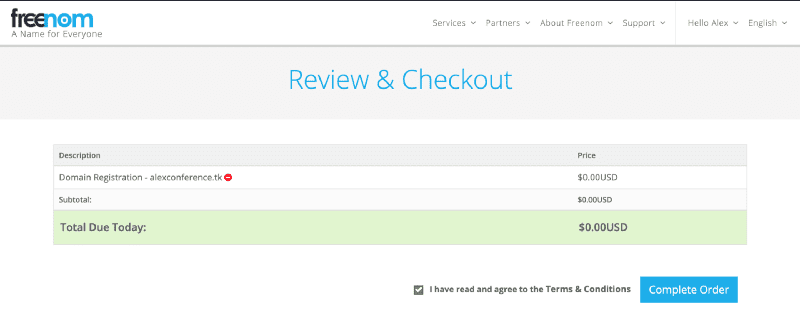 freenom
A Name for Everyone
Services Partners About Freenom Support Hello Alex English
Review & Checkout
Description Price
Domain Registration - alexconference.tk $0.00USD
Subtotal: $0.00USD
Total Due Today: $0.00USD
I have read and agree to the Terms & Conditions Complete Order